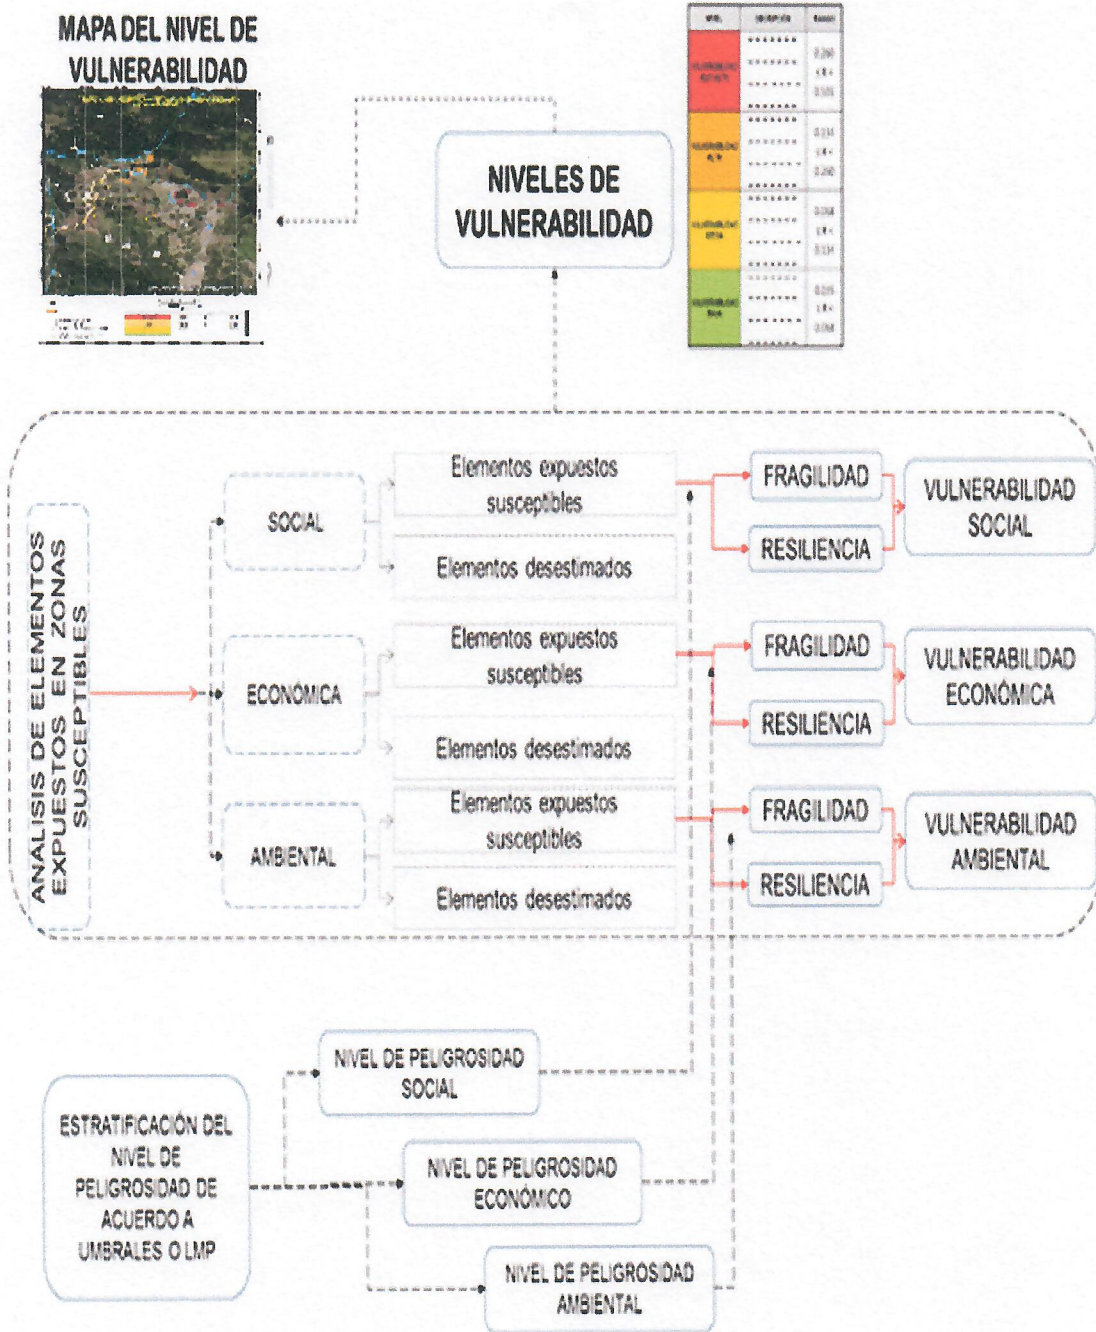 MAPA DEL NIVEL DE
VULNERABILIDAD
NIVELES DE
VULNERABILIDAD
NIVEL
ANALISIS DE ELEMENTOS
EXPUESTOS EN ZONAS
SUSCEPTIBLES
SOCIAL
Elementos expuestos
susceptibles
Elementos desestimados
FRAGILIDAD
RESILIENCIA
VULNERABILIDAD
SOCIAL
ECONÓMICA
Elementos expuestos
susceptibles
Elementos desestimados
FRAGILIDAD
RESILIENCIA
VULNERABILIDAD
ECONÓMICA
AMBIENTAL
Elementos expuestos
susceptibles
Elementos desestimados
FRAGILIDAD
RESILIENCIA
VULNERABILIDAD
AMBIENTAL
ESTRATIFICACIÓN DEL
NIVEL DE
PELIGROSIDAD DE
ACUERDO A
UMBRALES O LMP
NIVEL DE PELIGROSIDAD
SOCIAL
NIVEL DE PELIGROSIDAD
ECONÓMICO
NIVEL DE PELIGROSIDAD
AMBIENTAL